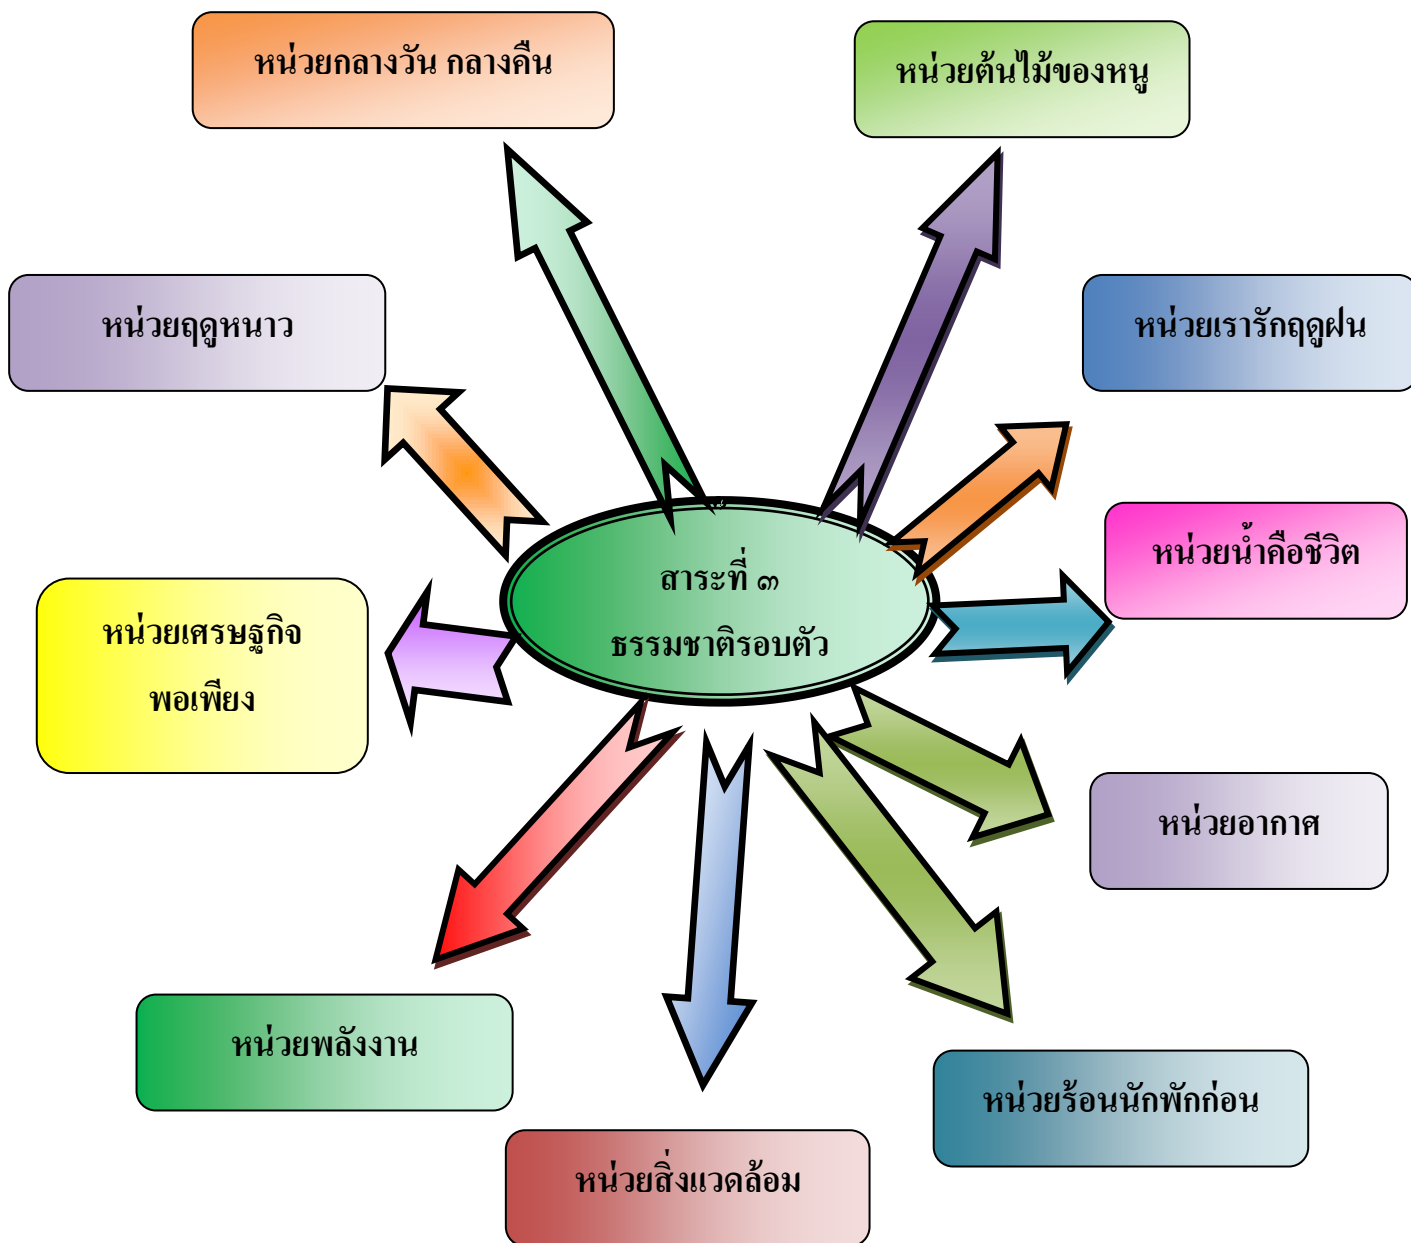 หน่วยกลางวัน กลางคืน
หน่วยต้นไม้ของหนู
หน่วยฤดูหนาว
หน่วยเรารักฤดูฝน
หน่วยน้ำคือชีวิต
สาระที่ ๓
ธรรมชาติรอบตัว
หน่วยเศรษฐกิจ
พอเพียง
หน่วยอากาศ
หน่วยพลังงาน
หน่วยร้อนนักพักก่อน
หน่วยสิ่งแวดล้อม